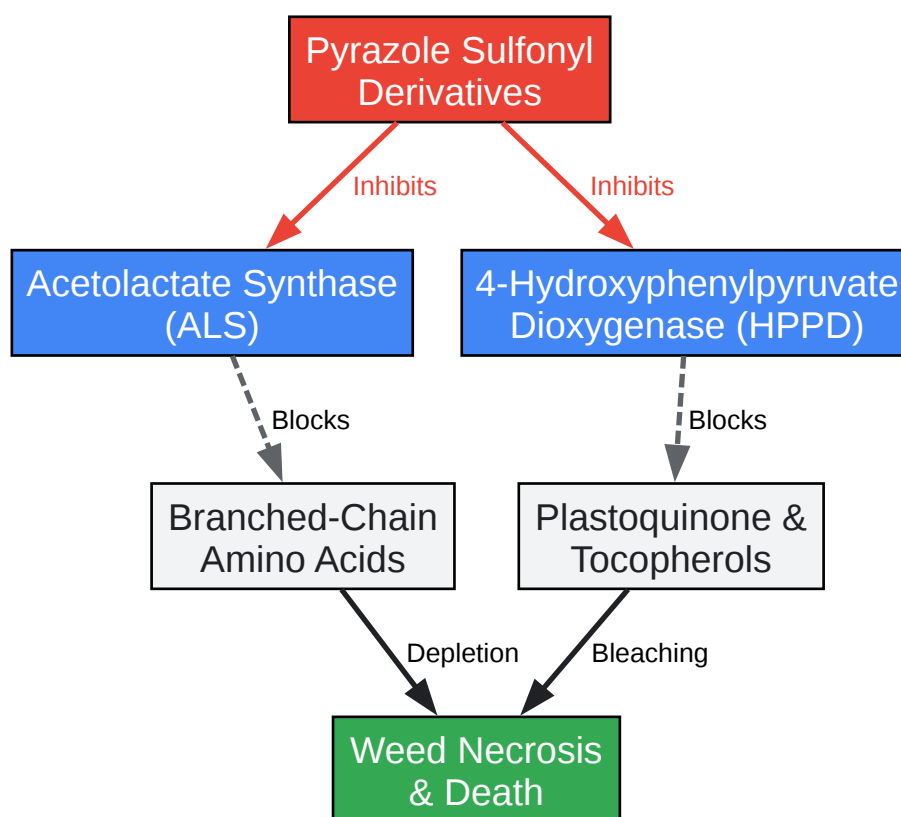 Pyrazole Sulfonyl
Derivatives
Inhibits
Inhibits
Acetolactate Synthase
(ALS)
4-Hydroxyphenylpyruvate
Dioxygenase (HPPD)
Blocks
Blocks
Branched-Chain
Amino Acids
Plastoquinone &
Tocopherols
Depletion
Bleaching
Weed Necrosis
& Death